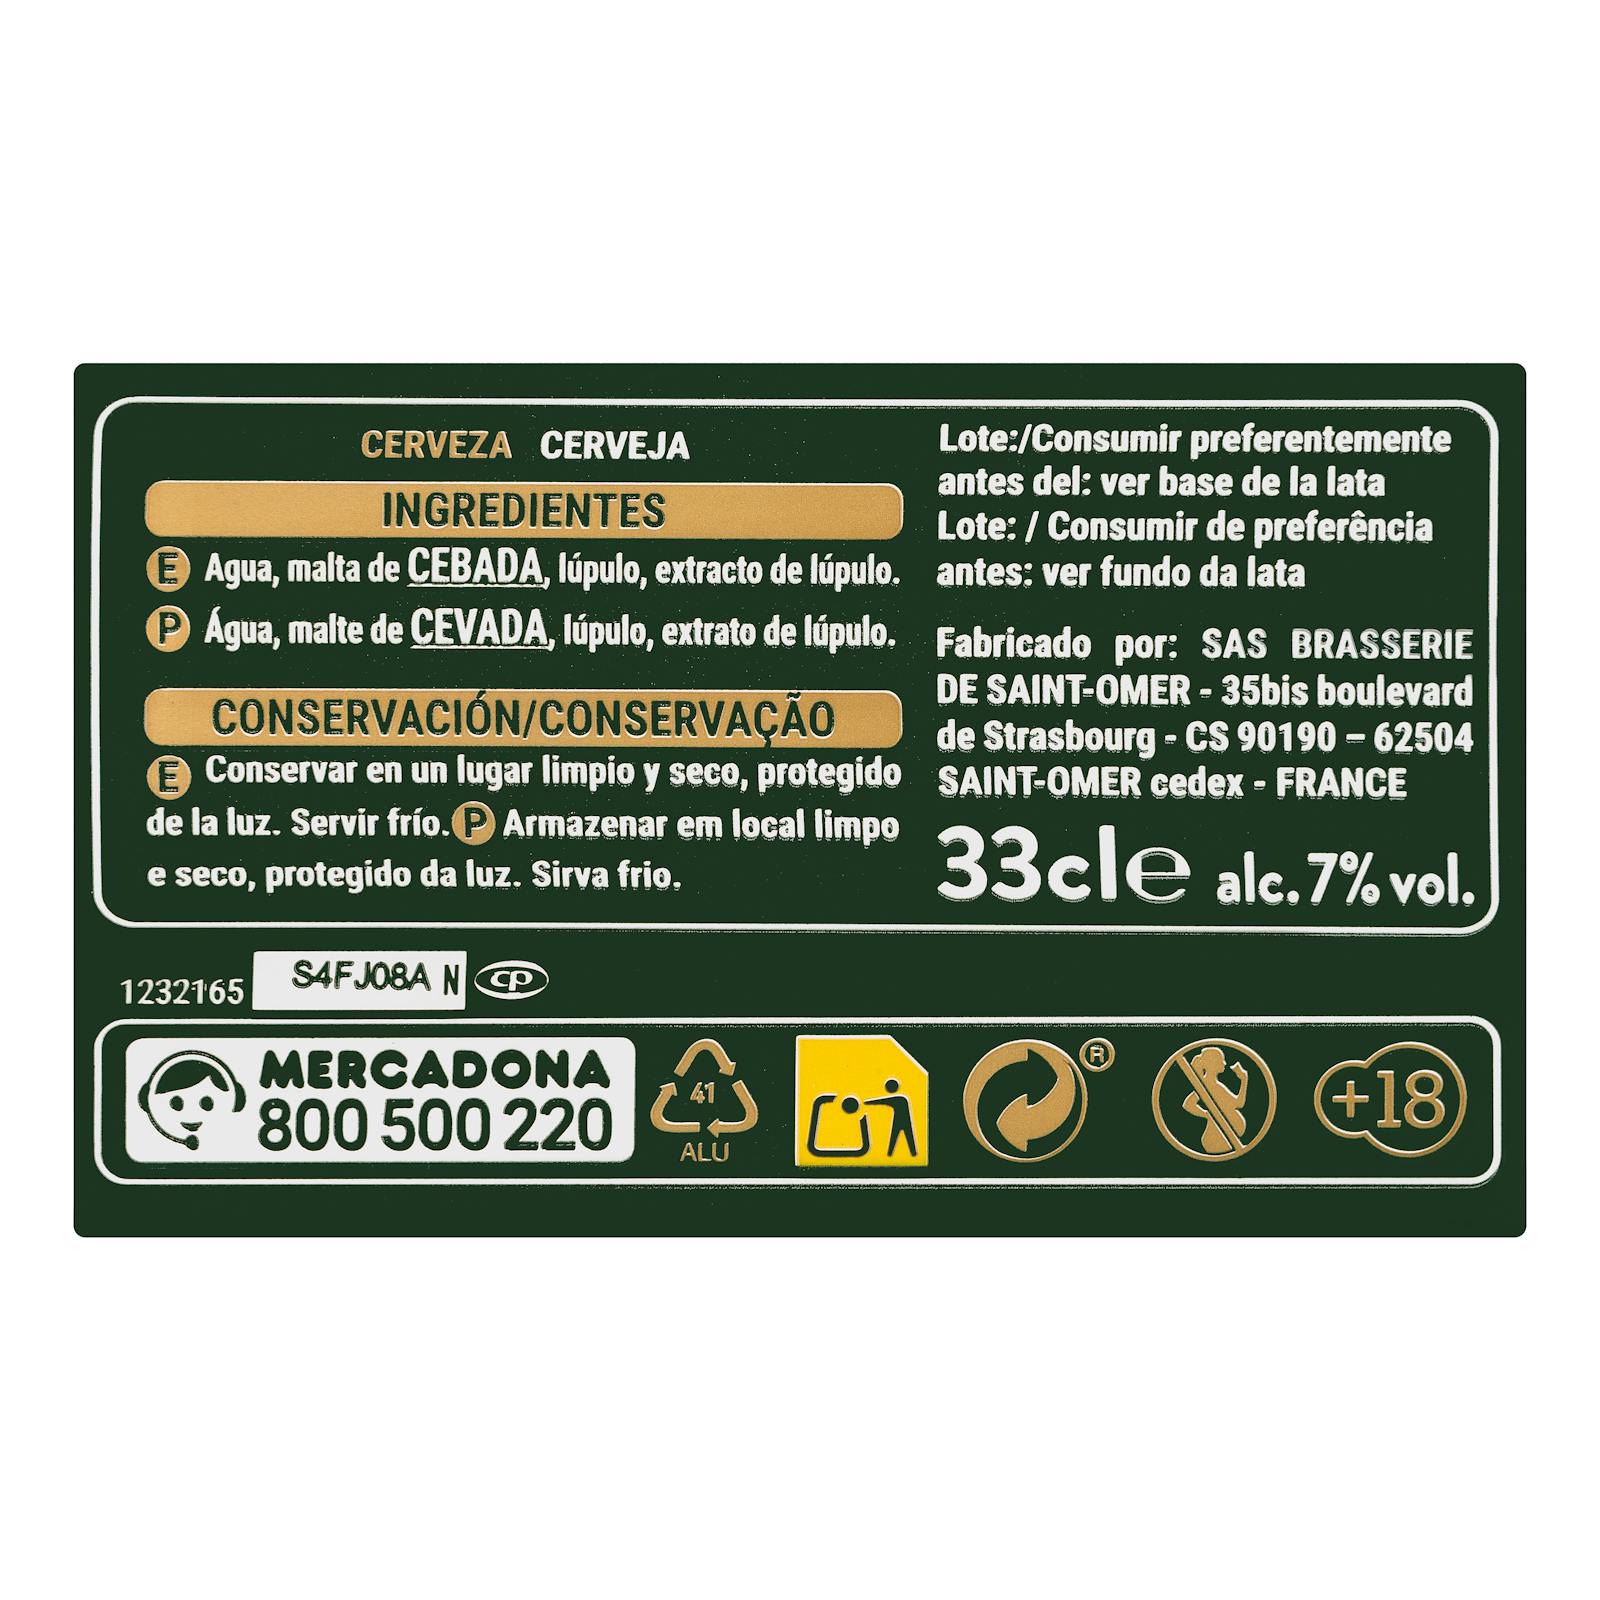 CERVEZA CERVEJA
INGREDIENTES
E Agua, malta de CEBADA, lúpulo, extracto de lúpulo.
P Água, malte de CEVADA, lúpulo, extrato de lúpulo.
CONSERVACIÓN/CONSERVAÇÃO
E Conservar en un lugar limpio y seco, protegido
de la luz. Servir frío. P Armazenar em local limpo
e seco, protegido da luz. Sirva frio.
Lote:/Consumir preferentemente
antes del: ver base de la lata
Lote: / Consumir de preferência
antes: ver fundo da lata
Fabricado por: SAS BRASSERIE
DE SAINT-OMER - 35bis boulevard
de Strasbourg - CS 90190 – 62504
SAINT-OMER cedex - FRANCE
33cl℮ alc.7% vol.
1232165 S4FJ08A N cp
MERCADONA
800 500 220
41
ALU
®
+18